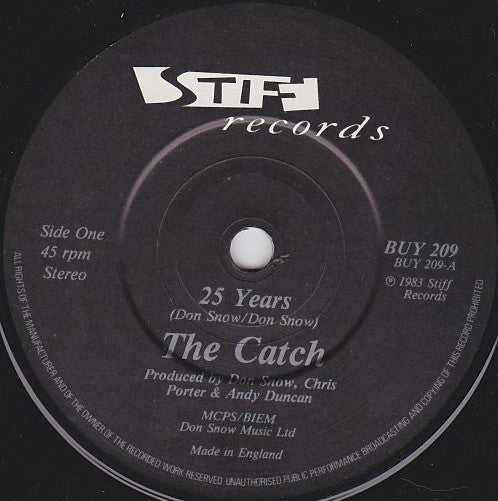 STIFF
records
Side One
45 rpm
Stereo
BUY 209
BUY 209-A
℗ 1983 Stiff
Records
25 Years
(Don Snow/Don Snow)
The Catch
Produced by Don Snow, Chris
Porter & Andy Duncan
MCPS/BIEM
Don Snow Music Ltd
Made in England
ALL RIGHTS OF THE MANUFACTURER AND OF THE OWNER OF THE RECORDED WORK RESERVED. UNAUTHORISED PUBLIC PERFORMANCE BROADCASTING AND COPYING OF THIS RECORD PROHIBITED